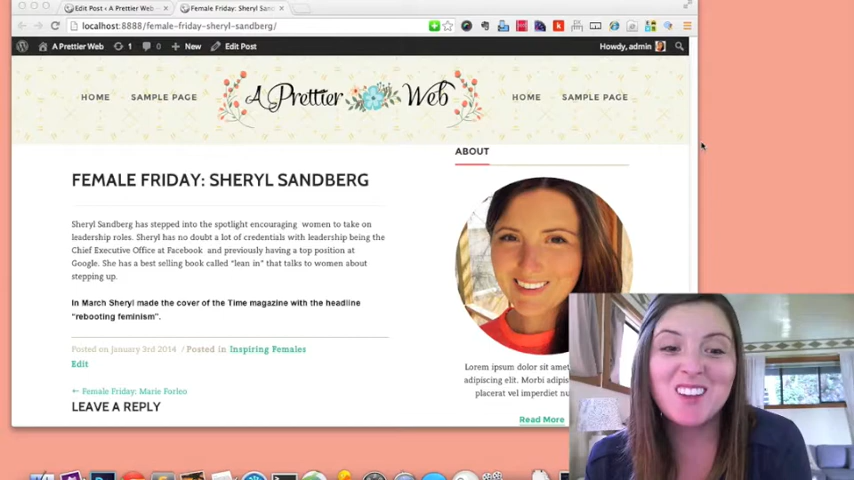 Edit Post ‹ A Prettier Web
Female Friday: Sheryl Sand
localhost:8888/female-friday-sheryl-sandberg/
A Prettier Web
1
New
Edit Post
Howdy, admin
HOME SAMPLE PAGE
A Prettier Web
HOME SAMPLE PAGE
FEMALE FRIDAY: SHERYL SANDBERG
Sheryl Sandberg has stepped into the spotlight encouraging women to take on
leadership roles. Sheryl has no doubt a lot of credentials with leadership being the
Chief Executive Office at Facebook and previously having a top position at
Google. She has a best selling book called “lean in” that talks to women about
stepping up.
In March Sheryl made the cover of the Time magazine with the headline
“rebooting feminism”.
Posted on January 3rd 2014 / Posted in Inspiring Females
Edit
← Female Friday: Marie Forleo
LEAVE A REPLY
ABOUT
Lorem ipsum dolor sit ame
adipiscing elit. Morbi adip
placerat velit eleifend nu
Read More